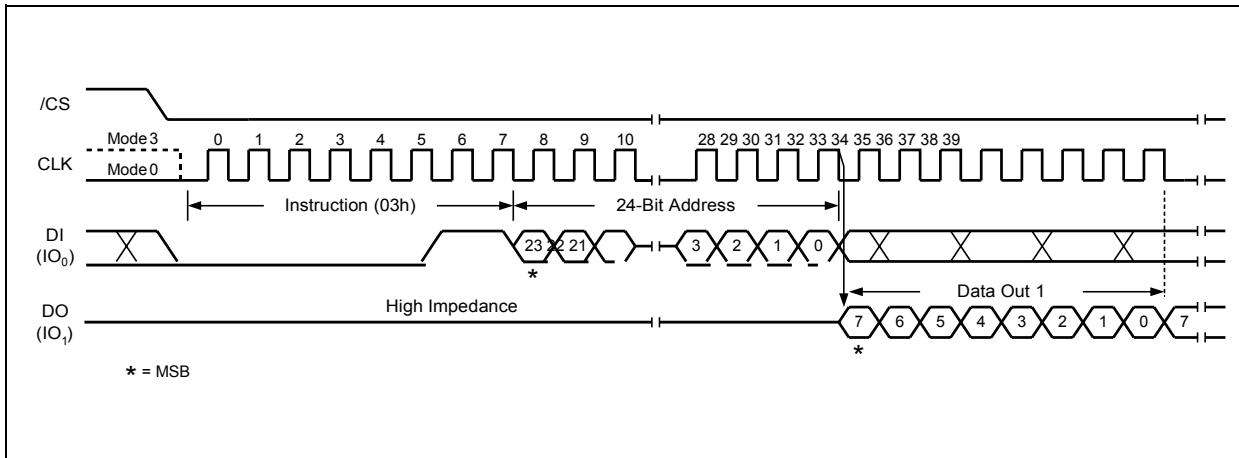 /CS
Mode 3
0 1 2 3 4 5 6 7 8 9 10 28 29 30 31 32 33 34 35 36 37 38 39
CLK
Mode 0
Instruction (03h) 24-Bit Address
DI
(IO0)
23 22 21 3 2 1 0
*
High Impedance Data Out 1
DO
(IO1)
7 6 5 4 3 2 1 0 7
*
* = MSB